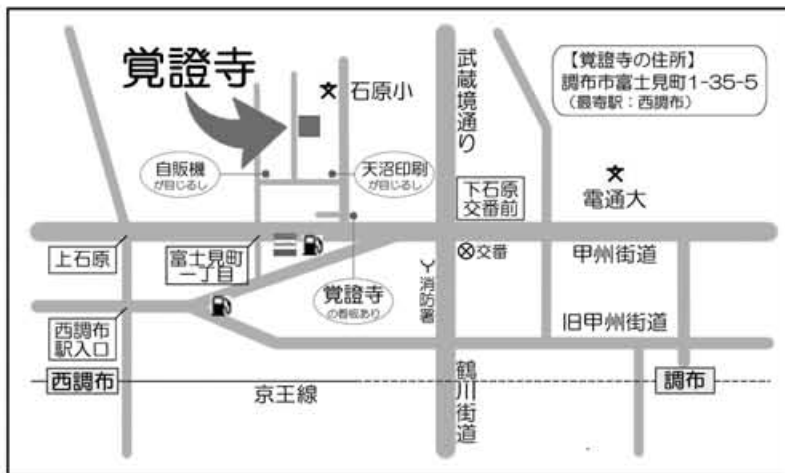 覚證寺
石原小
武蔵境通り
【覚證寺の住所】
調布市富士見町1-35-5
（最寄駅：西調布）
自販機
が目じるし
天沼印刷
が目じるし
下石原
交番前
電通大
上石原
富士見町
一丁目
交番
甲州街道
覚證寺
の看板あり
消防署
西調布
駅入口
旧甲州街道
西調布
京王線
鶴川街道
調布